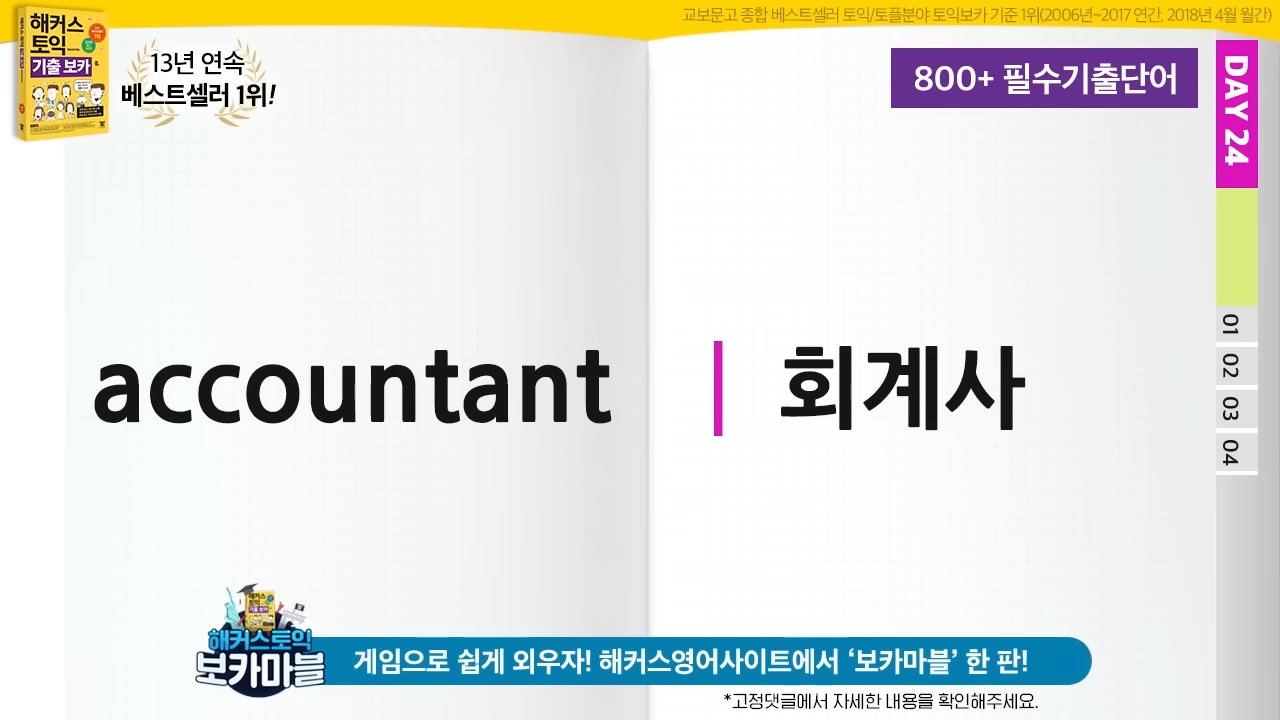 교보문고 종합 베스트셀러 토익/토플분야 토익보카 기준 1위(2006년~2017 연간, 2018년 4월 월간)
해커스
토익
기출 보카
13년 연속
베스트셀러 1위!
800+ 필수기출단어
DAY 24
01
02
03
04
accountant
회계사
해커스토익
보카마블
게임으로 쉽게 외우자! 해커스영어사이트에서 ‘보카마블’ 한 판!
*고정댓글에서 자세한 내용을 확인해주세요.